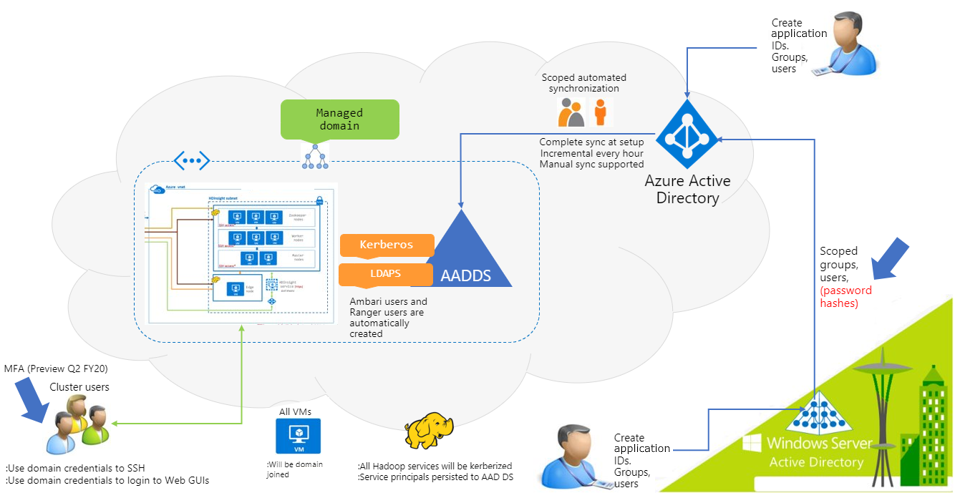 Create
application
IDs.
Groups,
users
Scoped automated
synchronization
Managed
domain
Complete sync at setup
Incremental every hour
Manual sync supported
Azure Active
Directory
Azure vnet
HDInsight subnet
Kerberos
LDAPS
AADDS
Ambari users and
Ranger users are
automatically
created
Scoped
groups,
users,
(password
hashes)
MFA (Preview Q2 FY20)
Cluster users
All VMs
VM
:Will be domain
Joined
:All Hadoop services will be kerberized
:Service principals persisted to AAD DS
Create
application
IDs.
Groups,
users
Windows Server
Active Directory
:Use domain credentials to SSH
:Use domain credentials to login to Web GUIs